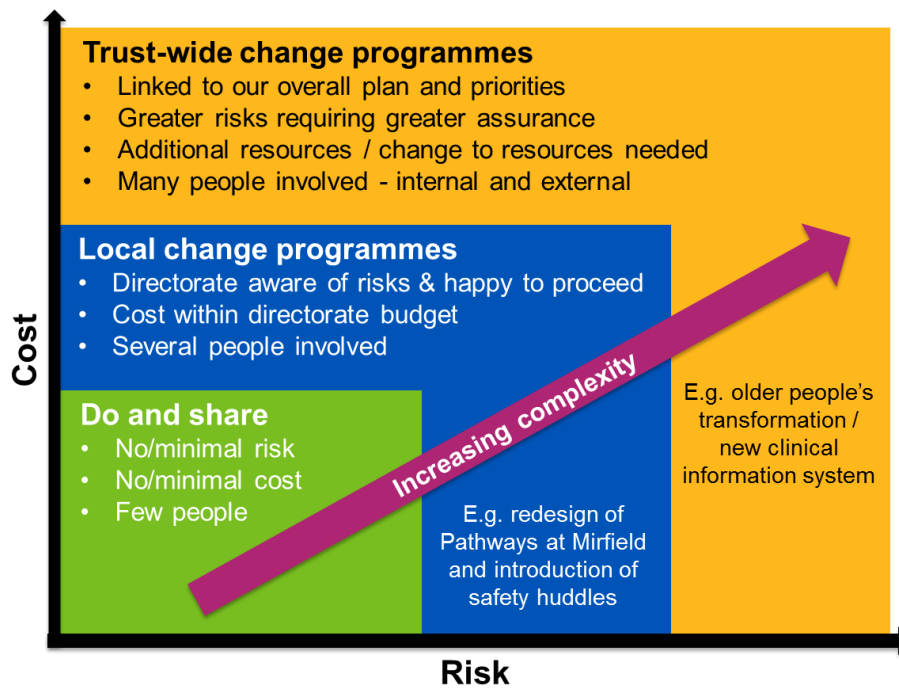 Trust-wide change programmes
• Linked to our overall plan and priorities
• Greater risks requiring greater assurance
• Additional resources / change to resources needed
• Many people involved - internal and external
Local change programmes
• Directorate aware of risks & happy to proceed
• Cost within directorate budget
• Several people involved
Do and share
• No/minimal risk
• No/minimal cost
• Few people
Increasing complexity
E.g. redesign of
Pathways at Mirfield
and introduction of
safety huddles
E.g. older people's
transformation /
new clinical
information system
Cost
Risk